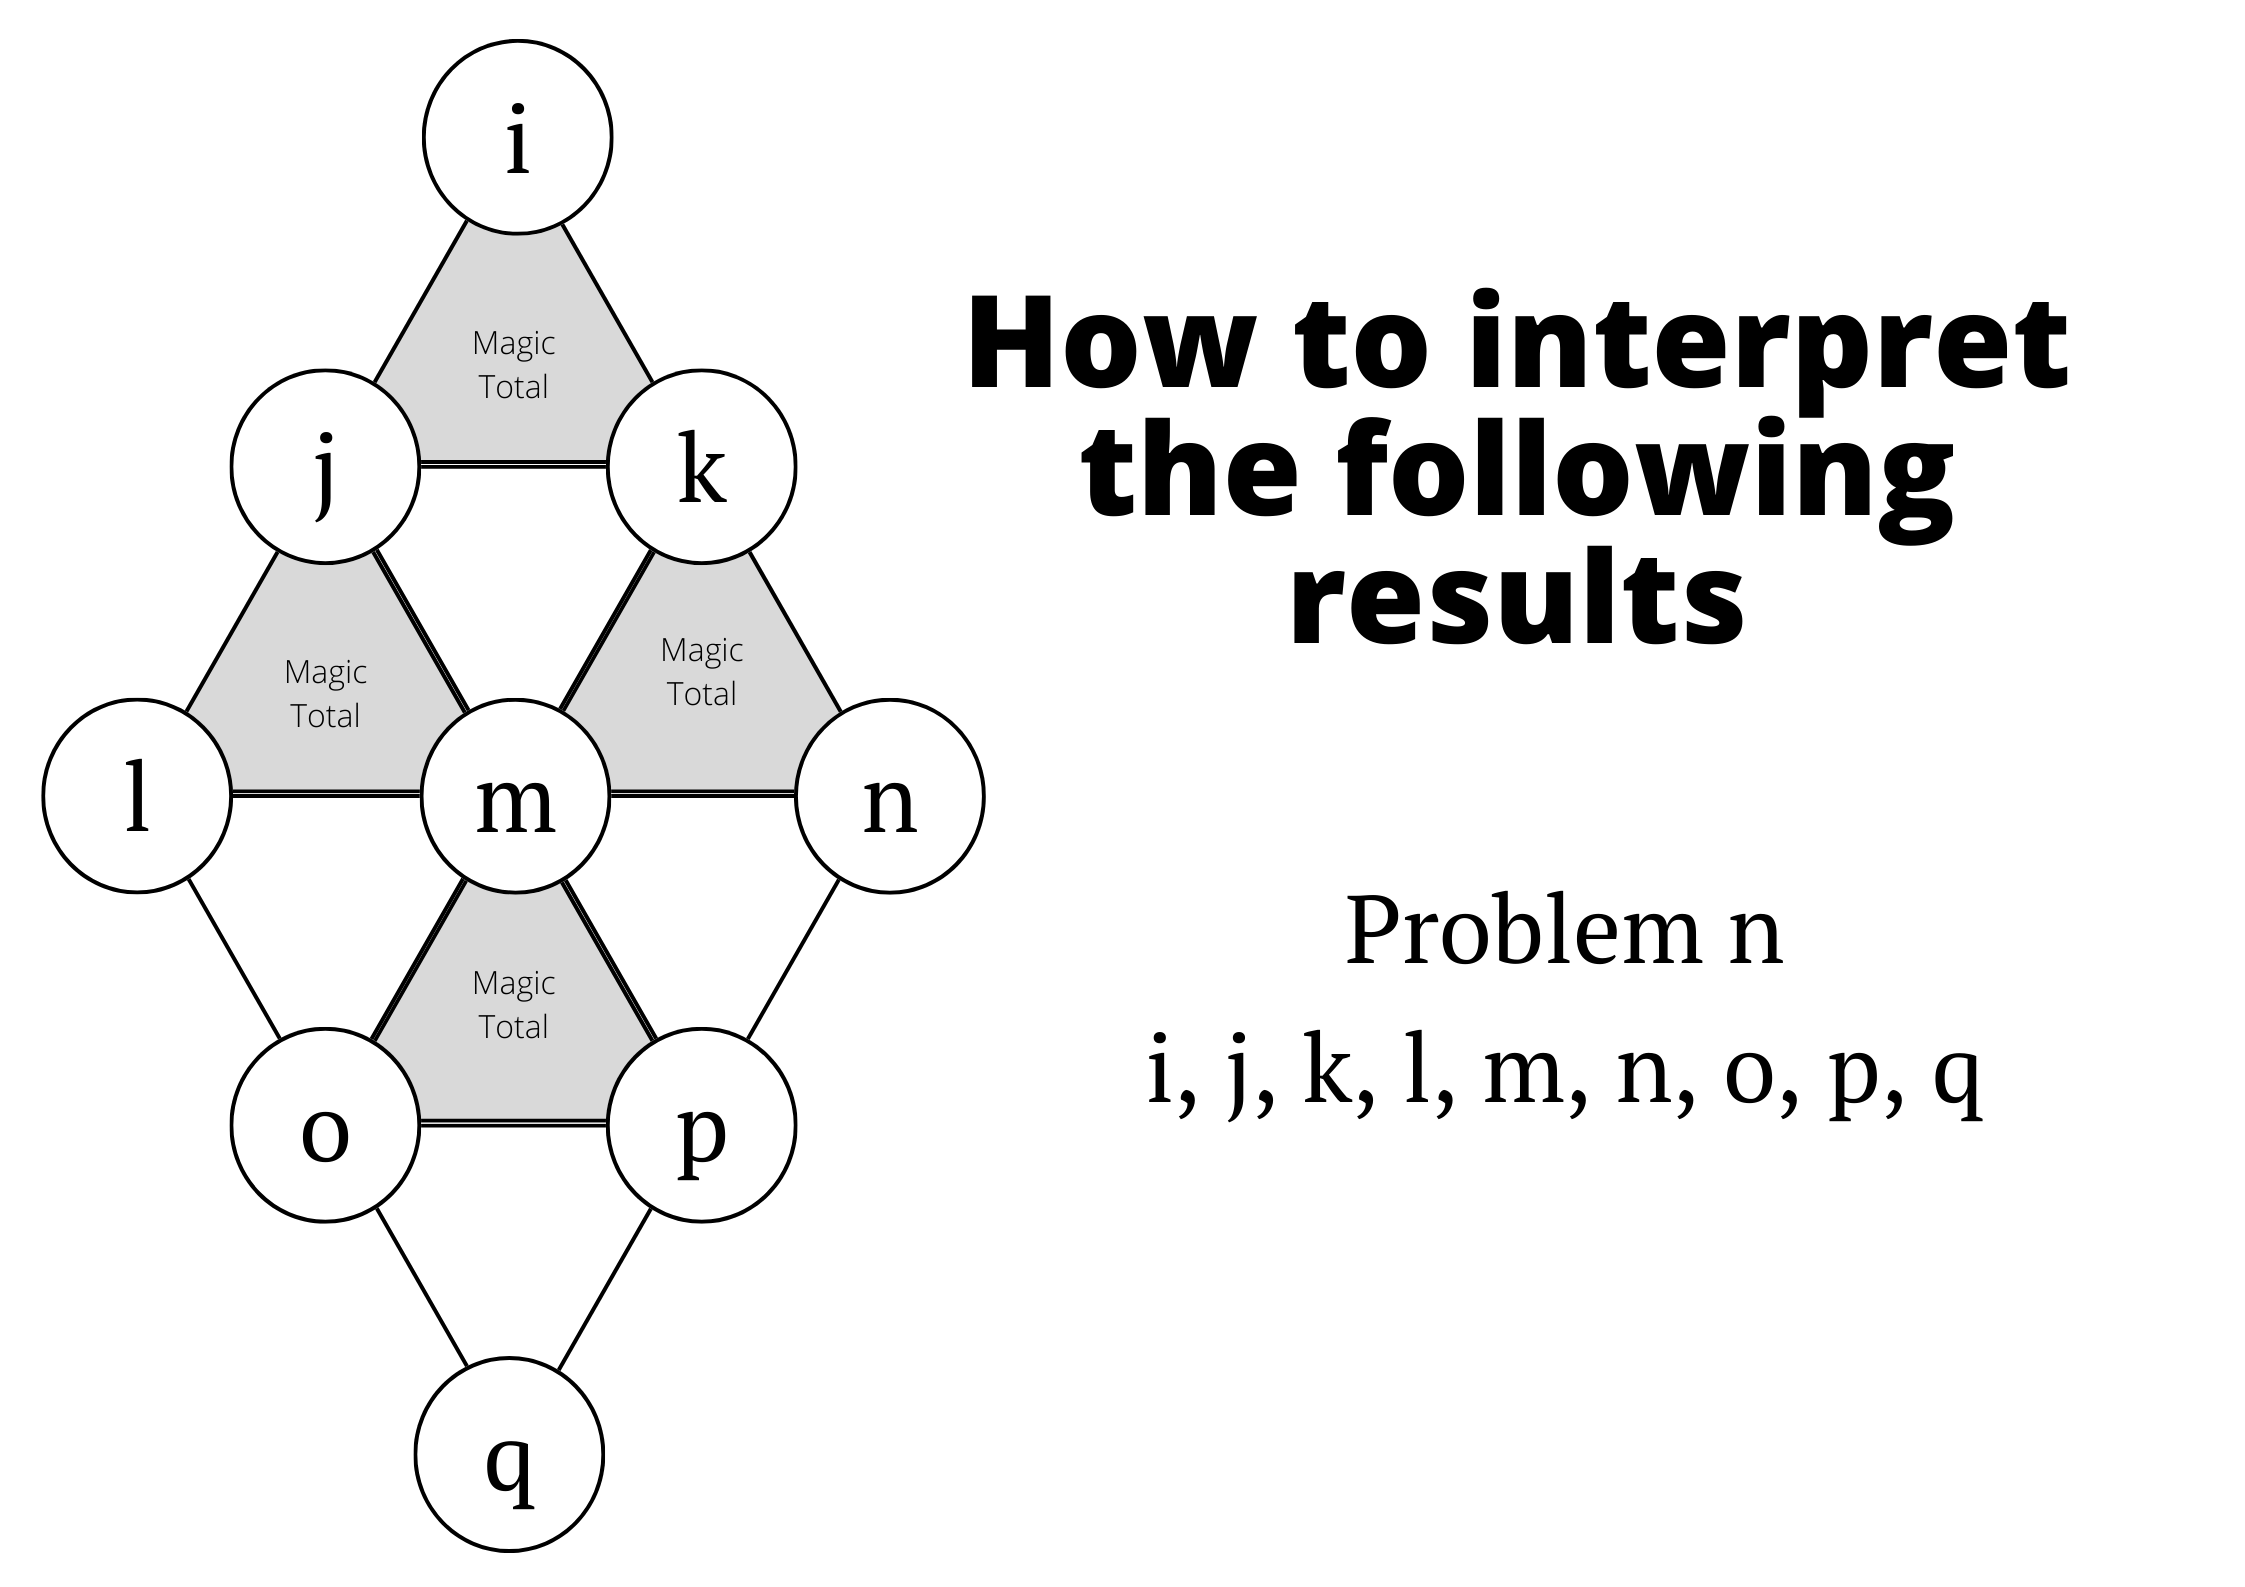 i
Magic
Total
j
k
Magic
Total
Magic
Total
l
m
n
Magic
Total
o
p
q
How to interpret
the following
results
Problem n
i, j, k, l, m, n, o, p, q